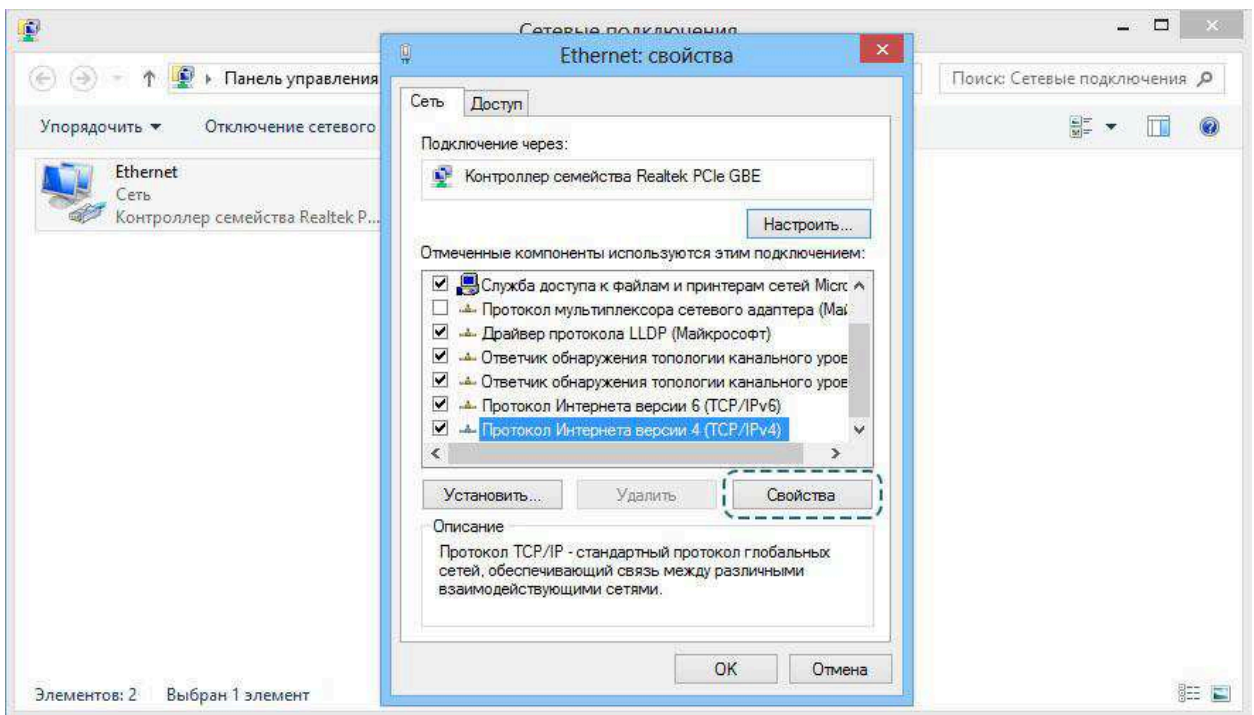 Сетевые подключения
Панель управления
Поиск: Сетевые подключения
Упорядочить
Отключение сетевого
Ethernet
Сеть
Контроллер семейства Realtek P...
Ethernet: свойства
Сеть
Доступ
Подключение через:
Контроллер семейства Realtek PCIe GBE
Настроить...
Отмеченные компоненты используются этим подключением:
Служба доступа к файлам и принтерам сетей Micrc
Протокол мультиплексора сетевого адаптера (Май
Драйвер протокола LLDP (Майкрософт)
Ответчик обнаружения топологии канального уров
Ответчик обнаружения топологии канального уров
Протокол Интернета версии 6 (TCP/IPv6)
Протокол Интернета версии 4 (TCP/IPv4)
Установить...
Удалить
Свойства
Описание
Протокол TCP/IP - стандартный протокол глобальных
сетей, обеспечивающий связь между различными
взаимодействующими сетями.
OK
Отмена
Элементов: 2
Выбран 1 элемент